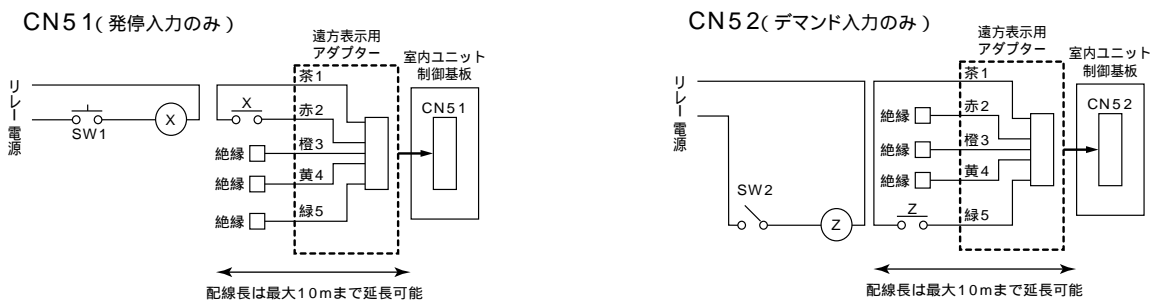 CN51(発停入力のみ)
遠方表示用
アダプター
室内ユニット
制御基板
リレー電源
SW1
X
X
茶1
赤2
橙3
黄4
緑5
絶縁
絶縁
絶縁
CN51
配線長は最大10mまで延長可能
CN52(デマンド入力のみ)
遠方表示用
アダプター
室内ユニット
制御基板
リレー電源
SW2
Z
Z
茶1
赤2
橙3
黄4
緑5
絶縁
絶縁
絶縁
CN52
配線長は最大10mまで延長可能